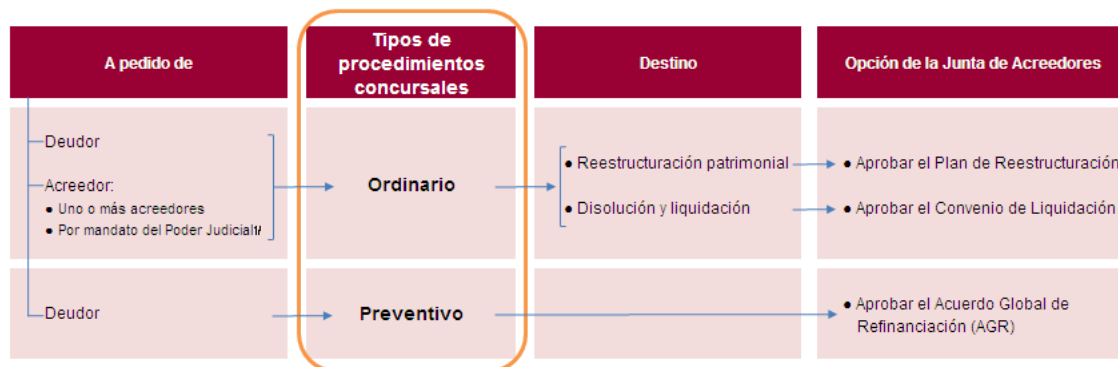 A pedido de
Tipos de
procedimientos
concursales
Destino
Opción de la Junta de Acreedores
Deudor
Acreedor:
● Uno o más acreedores
● Por mandato del Poder Judicial1/
Ordinario
● Reestructuración patrimonial
● Disolución y liquidación
● Aprobar el Plan de Reestructuración
● Aprobar el Convenio de Liquidación
Deudor
Preventivo
● Aprobar el Acuerdo Global de
Refinanciación (AGR)